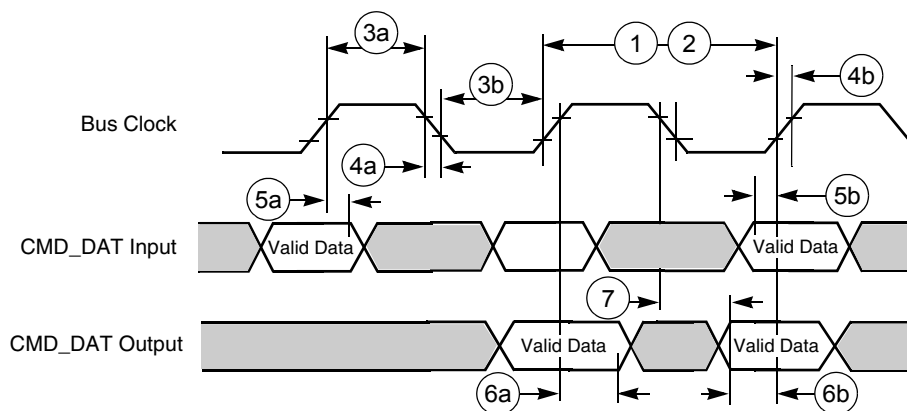 3a
1
2
3b
4b
Bus Clock
4a
5a
5b
CMD_DAT Input
Valid Data
Valid Data
7
CMD_DAT Output
Valid Data
Valid Data
6a
6b